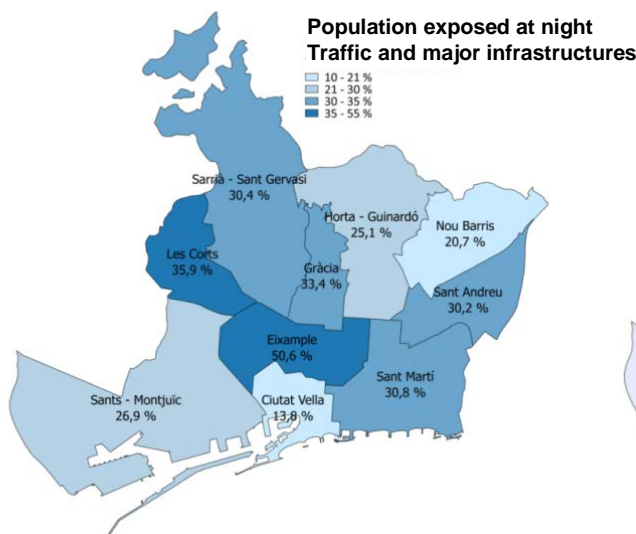 Population exposed at night
Traffic and major infrastructures
10 - 21 %
21 - 30 %
30 - 35 %
35 - 55 %
Sarrià - Sant Gervasi
30,4 %
Horta - Guinardó
25,1 %
Nou Barris
20,7 %
Les Corts
35,9 %
Gràcia
33,4 %
Sant Andreu
30,2 %
Eixample
50,6 %
Sant Martí
30,8 %
Sants - Montjuïc
26,9 %
Ciutat Vella
13,8 %